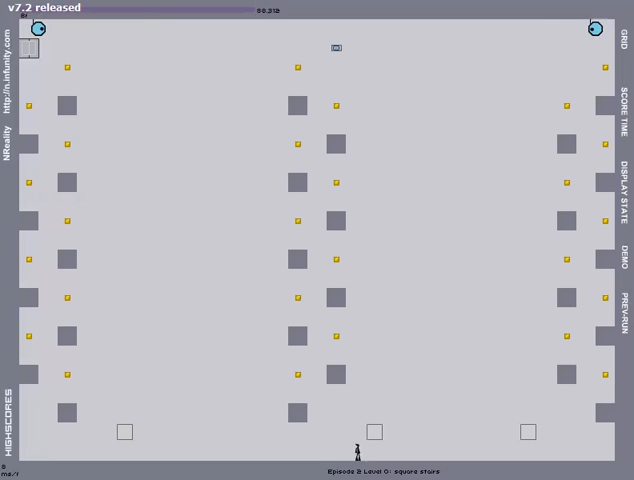 v7.2 released
88.312
http://n.infunity.com
NReality
HIGHSCORES
GRID
SCORE TIME
DISPLAY STATE
DEMO
PREV-RUN
Episode 2 Level 0: square stairs